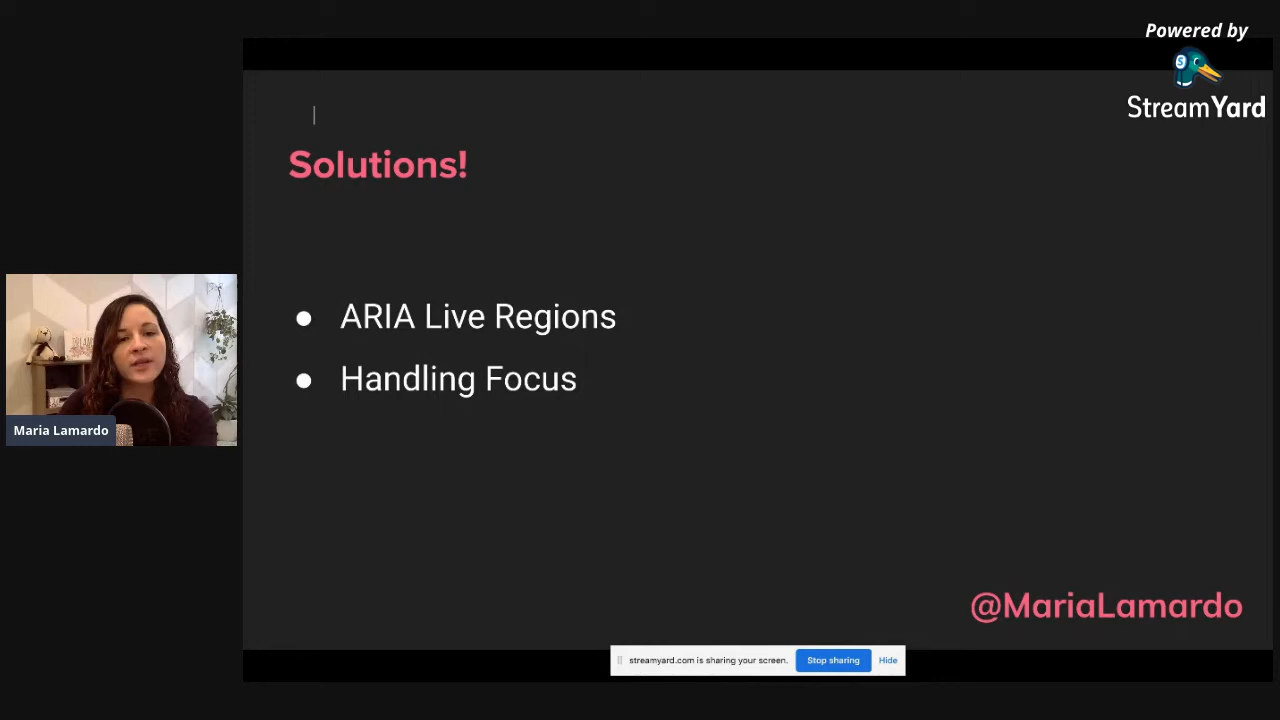 Powered by
StreamYard
Solutions!
● ARIA Live Regions
● Handling Focus
Maria Lamardo
@MariaLamardo
streamyard.com is sharing your screen. Stop sharing Hide